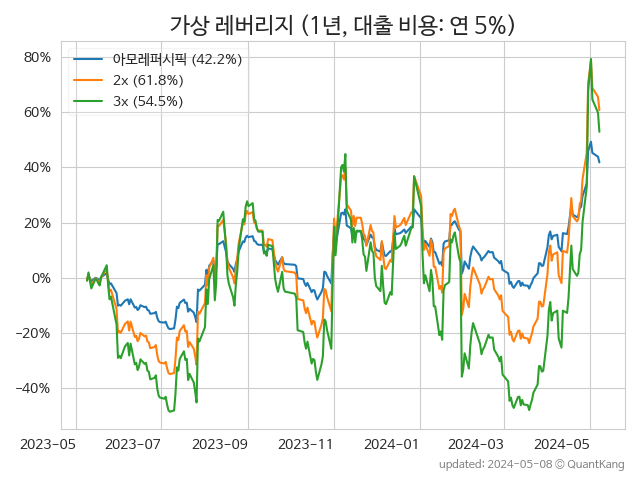 가상 레버리지 (1년, 대출 비용: 연 5%)
80%
60%
40%
20%
0%
−20%
−40%
아모레퍼시픽 (42.2%)
2x (61.8%)
3x (54.5%)
2023-05 2023-07 2023-09 2023-11 2024-01 2024-03 2024-05
updated: 2024-05-08 ⓒ QuantKang